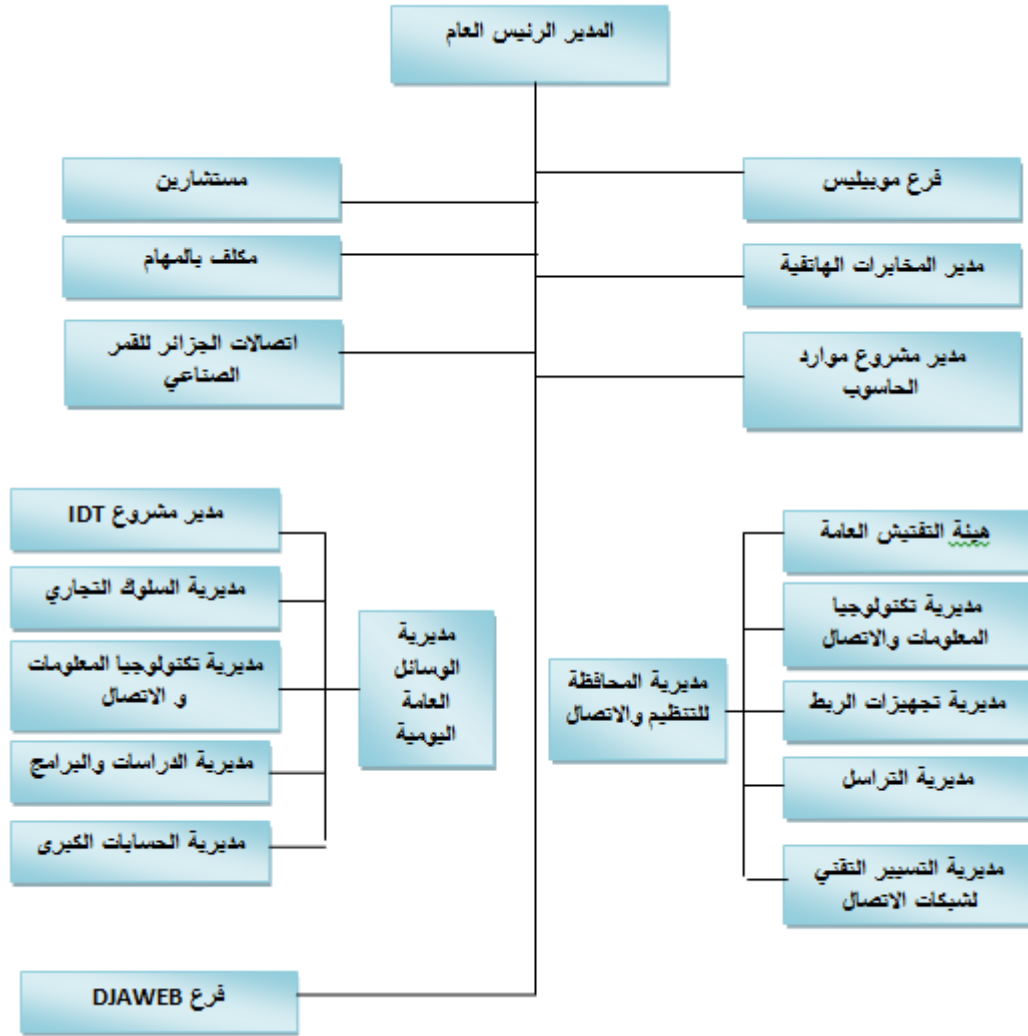 المدير الرئيس العام
فرع موبيليس
مستشارين
مدير المخابرات الهاتفية
مكلف بالمهام
مدير مشروع موارد
الحاسوب
اتصالات الجزائر للقمر
الصناعي
هيئة التفتيش العامة
مديرية تكنولوجيا
المعلومات والاتصال
مديرية تجهيزات الربط
مديرية التراسل
مديرية التسيير التقني
لشبكات الاتصال
مديرية المحافظة
للتنظيم والاتصال
مديرية
الوسائل
العامة
اليومية
مدير مشروع IDT
مديرية السلوك التجاري
مديرية تكنولوجيا المعلومات
و الاتصال
مديرية الدراسات والبرامج
مديرية الحسابات الكبرى
فرع DJAWEB